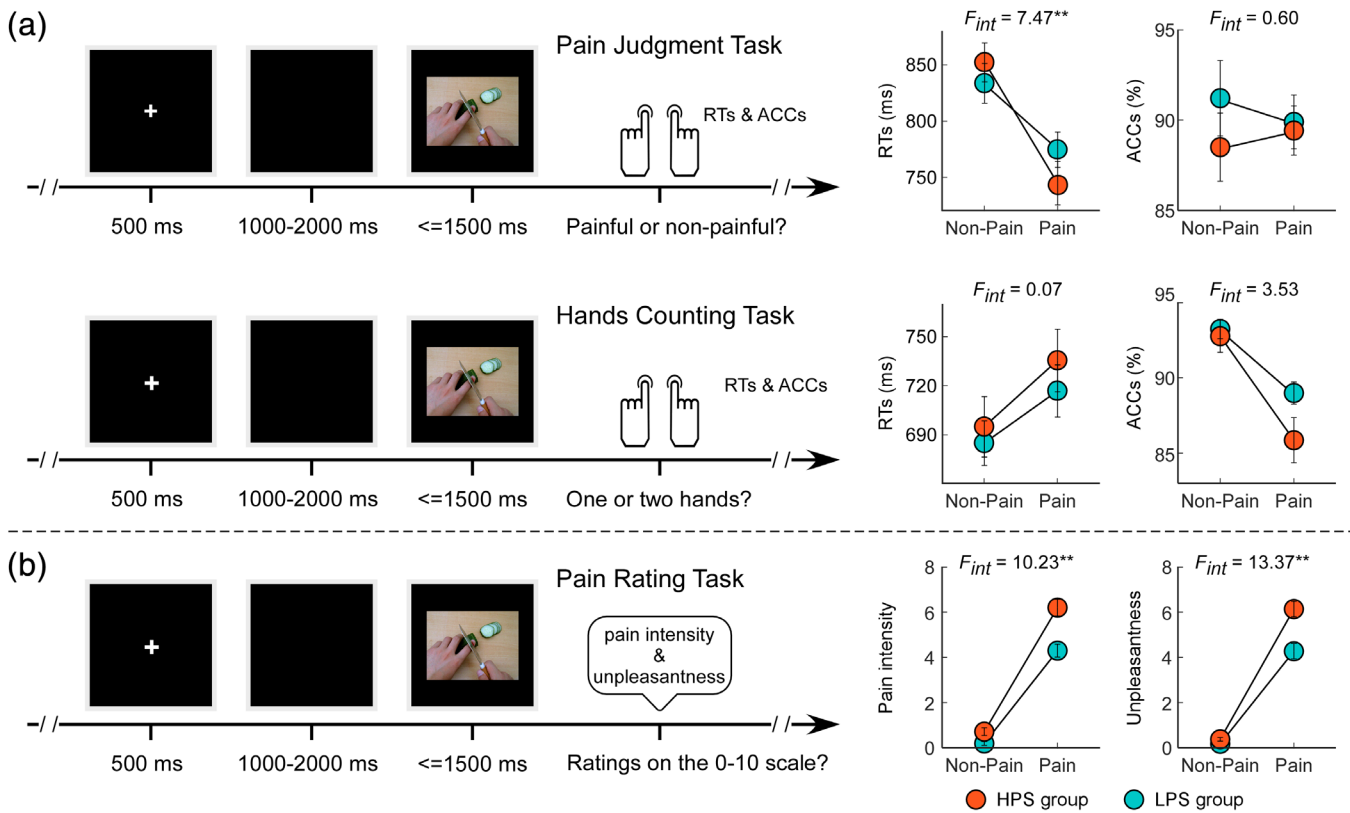 (a)
Pain Judgment Task
RTs & ACCs
500 ms
1000-2000 ms
<=1500 ms
Painful or non-painful?
F_int = 7.47**
RTs (ms)
850
800
750
Non-Pain
Pain
F_int = 0.60
ACCs (%)
95
90
85
Non-Pain
Pain
Hands Counting Task
RTs & ACCs
500 ms
1000-2000 ms
<=1500 ms
One or two hands?
F_int = 0.07
RTs (ms)
750
720
690
Non-Pain
Pain
F_int = 3.53
ACCs (%)
95
90
85
Non-Pain
Pain
(b)
Pain Rating Task
pain intensity
&
unpleasantness
500 ms
1000-2000 ms
<=1500 ms
Ratings on the 0-10 scale?
F_int = 10.23**
Pain intensity
8
6
4
2
0
Non-Pain
Pain
F_int = 13.37**
Unpleasantness
8
6
4
2
0
Non-Pain
Pain
HPS group
LPS group